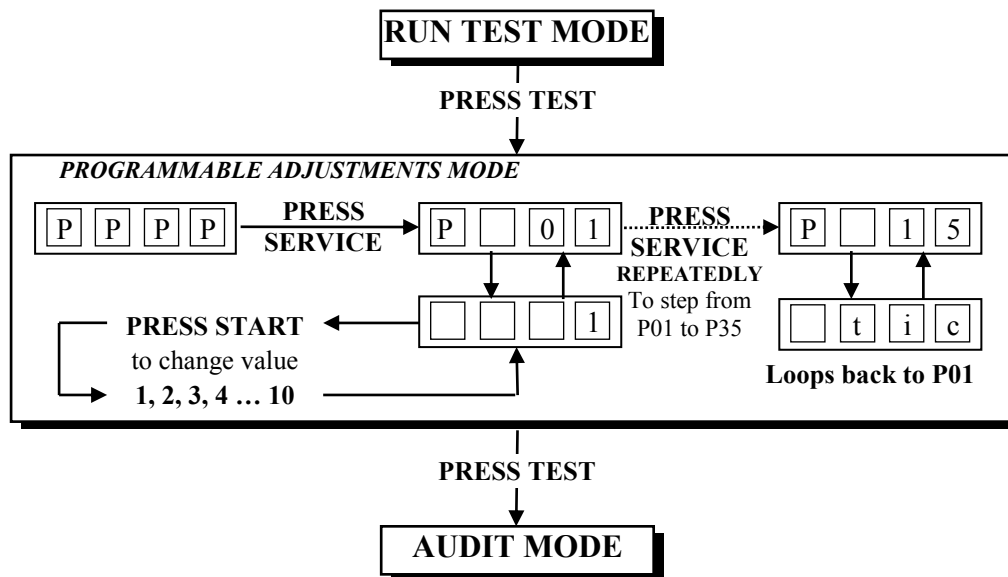 RUN TEST MODE
PRESS TEST
PROGRAMMABLE ADJUSTMENTS MODE
P P P P
PRESS
SERVICE
P 0 1
PRESS
SERVICE
REPEATEDLY
To step from
P01 to P35
P 1 5
PRESS START
to change value
1, 2, 3, 4 … 10
1
t i c
Loops back to P01
PRESS TEST
AUDIT MODE